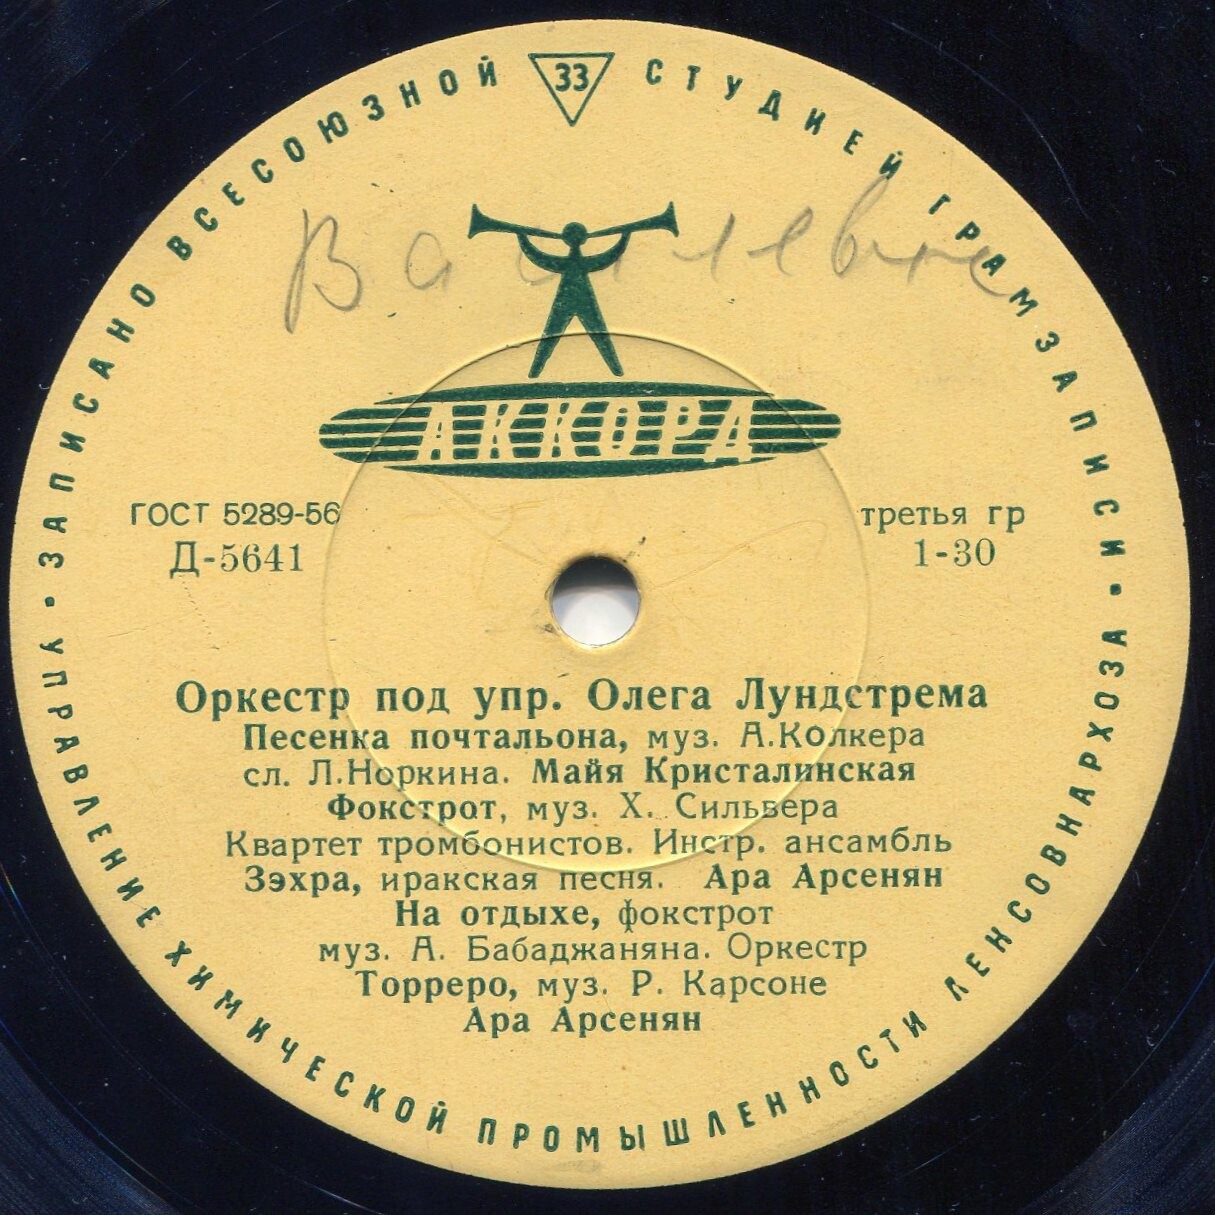 ЗАПИСАНО ВСЕСОЮЗНОЙ 33 СТУДИЕЙ ГРАМЗАПИСИ •
АККОРД
ГОСТ 5289-56
Д-5641
третья гр
1-30
Оркестр под упр. Олега Лундстрема
Песенка почтальона, муз. А.Колкера
сл. Л.Норкина. Майя Кристалинская
Фокстрот, муз. Х. Сильвера
Квартет тромбонистов. Инстр. ансамбль
Зэхра, иракская песня. Ара Арсенян
На отдыхе, фокстрот
муз. А. Бабаджаняна. Оркестр
Торреро, муз. Р. Карсоне
Ара Арсенян
УПРАВЛЕНИЕ ХИМИЧЕСКОЙ ПРОМЫШЛЕННОСТИ ЛЕНСОВНАРХОЗА •